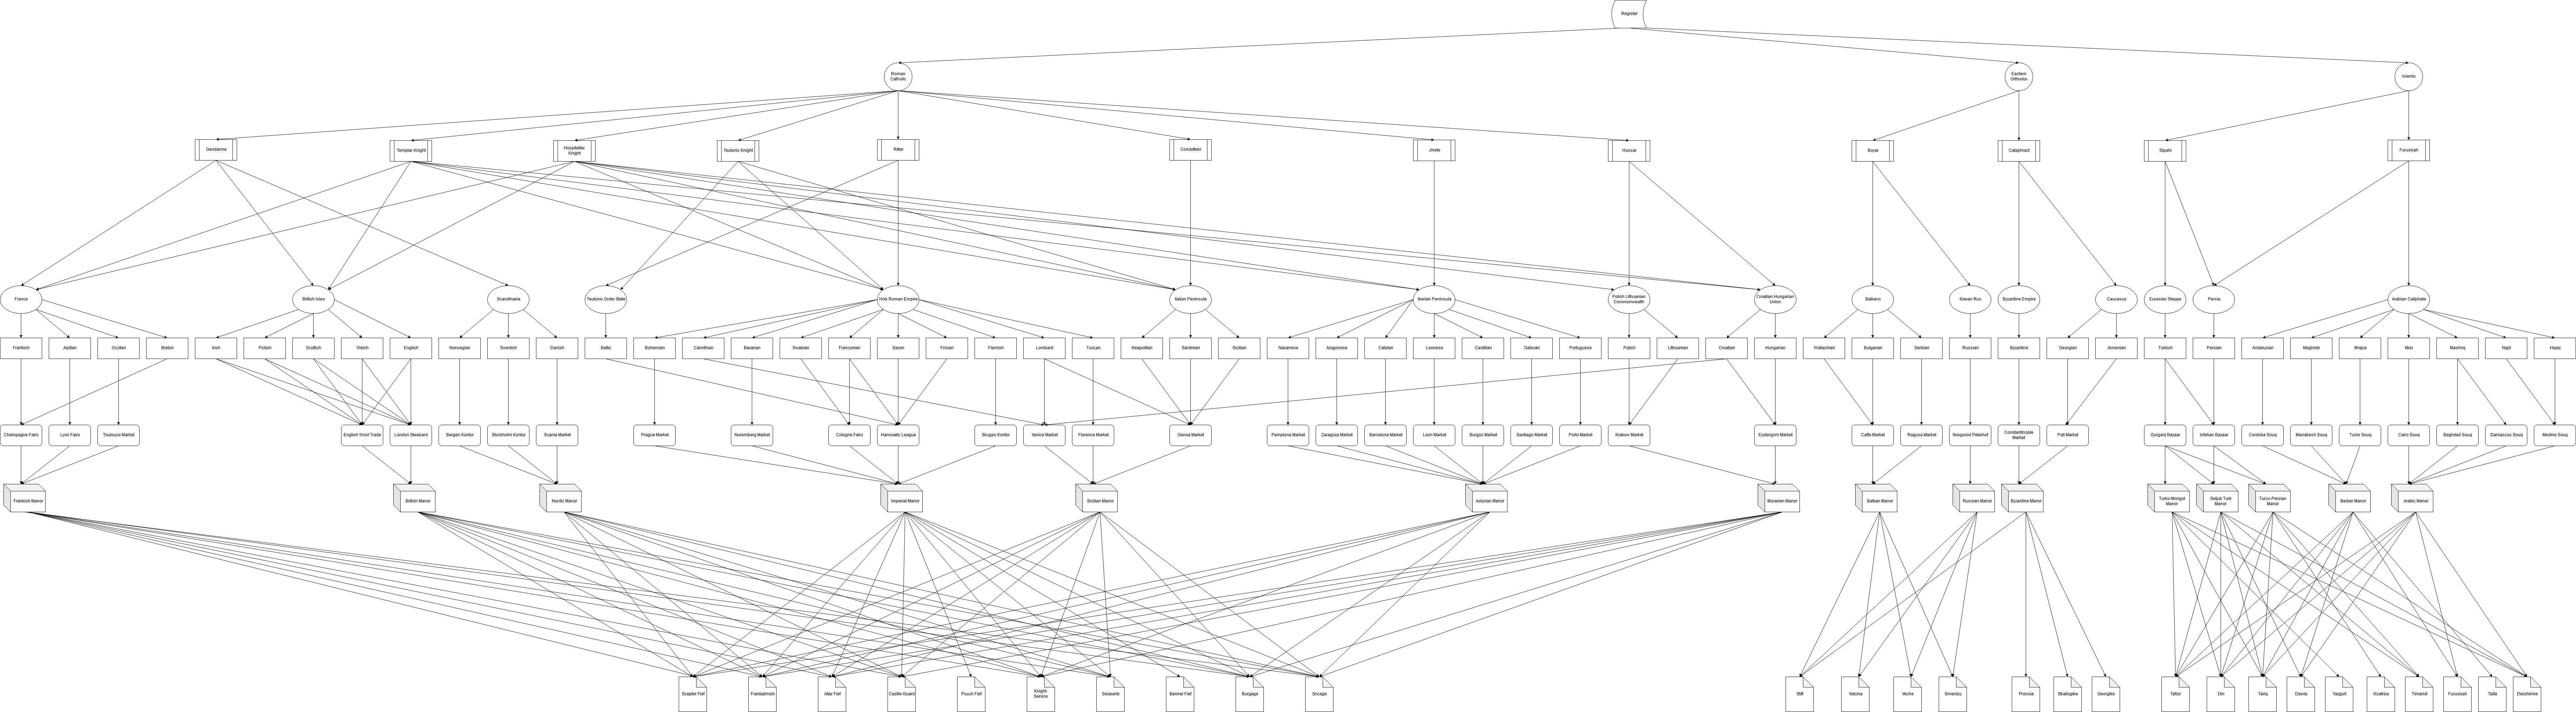 Register
Roman
Catholic
Eastern
Orthodox
Islamic
Gendarme
Templar Knight
Hospitaller
Knight
Teutonic Knight
Ritter
Condottieri
Jinete
Hussar
Boyar
Cataphract
Sipahi
Furusiyah
France
British Isles
Scandinavia
Teutonic Order State
Holy Roman Empire
Italian Peninsula
Iberian Peninsula
Polish Lithuanian
Commonwealth
Croatian Hungarian
Union
Balkans
Kievan Rus
Byzantine Empire
Caucasus
Eurasian Steppe
Persia
Arabian Caliphate
Frankish
Arpitan
Occitan
Breton
Irish
Pictish
Scottish
Welch
English
Norwegian
Swedish
Danish
Baltic
Bohemian
Carinthian
Bavarian
Swabian
Franconian
Saxon
Frisian
Flemish
Lombard
Tuscan
Neapolitan
Sardinian
Sicilian
Navarrese
Aragonese
Catalan
Leonese
Castilian
Galician
Portuguese
Polish
Lithuanian
Croatian
Hungarian
Wallachian
Bulgarian
Serbian
Russian
Byzantine
Georgian
Armenian
Turkish
Persian
Andalusian
Maghreb
Ifriqiya
Misr
Mashriq
Najd
Hejaz
Champagne Fairs
Lyon Fairs
Toulouse Market
English Wool Trade
London Steelyard
Bergen Kontor
Stockholm Kontor
Scania Market
Prague Market
Nuremberg Market
Cologne Fairs
Hanseatic League
Bruges Kontor
Venice Market
Florence Market
Genoa Market
Pamplona Market
Zaragoza Market
Barcelona Market
Leon Market
Burgos Market
Santiago Market
Porto Market
Krakow Market
Esztergom Market
Caffa Market
Ragusa Market
Novgorod Peterhof
Constantinople
Market
Poti Market
Gurganj Bazaar
Isfahan Bazaar
Cordoba Souq
Marrakesh Souq
Tunis Souq
Cairo Souq
Baghdad Souq
Damascus Souq
Medina Souq
Frankish Manor
British Manor
Nordic Manor
Imperial Manor
Sicilian Manor
Asturian Manor
Moravian Manor
Balkan Manor
Russian Manor
Byzantine Manor
Turko-Mongol
Manor
Seljuk Turk
Manor
Turco-Persian
Manor
Berber Manor
Arabic Manor
Scepter Fief
Frankalmoin
Altar Fief
Castle-Guard
Pouch Fief
Knight-
Service
Serjeanty
Banner Fief
Burgage
Socage
Stift
Votcina
Veche
Smerdou
Pronoia
Stratiogike
Georgike
Tatbir
Din
Tariq
Dawla
Yazgurt
Ksatriya
Timariot
Furusiyah
Taifa
Devsherme